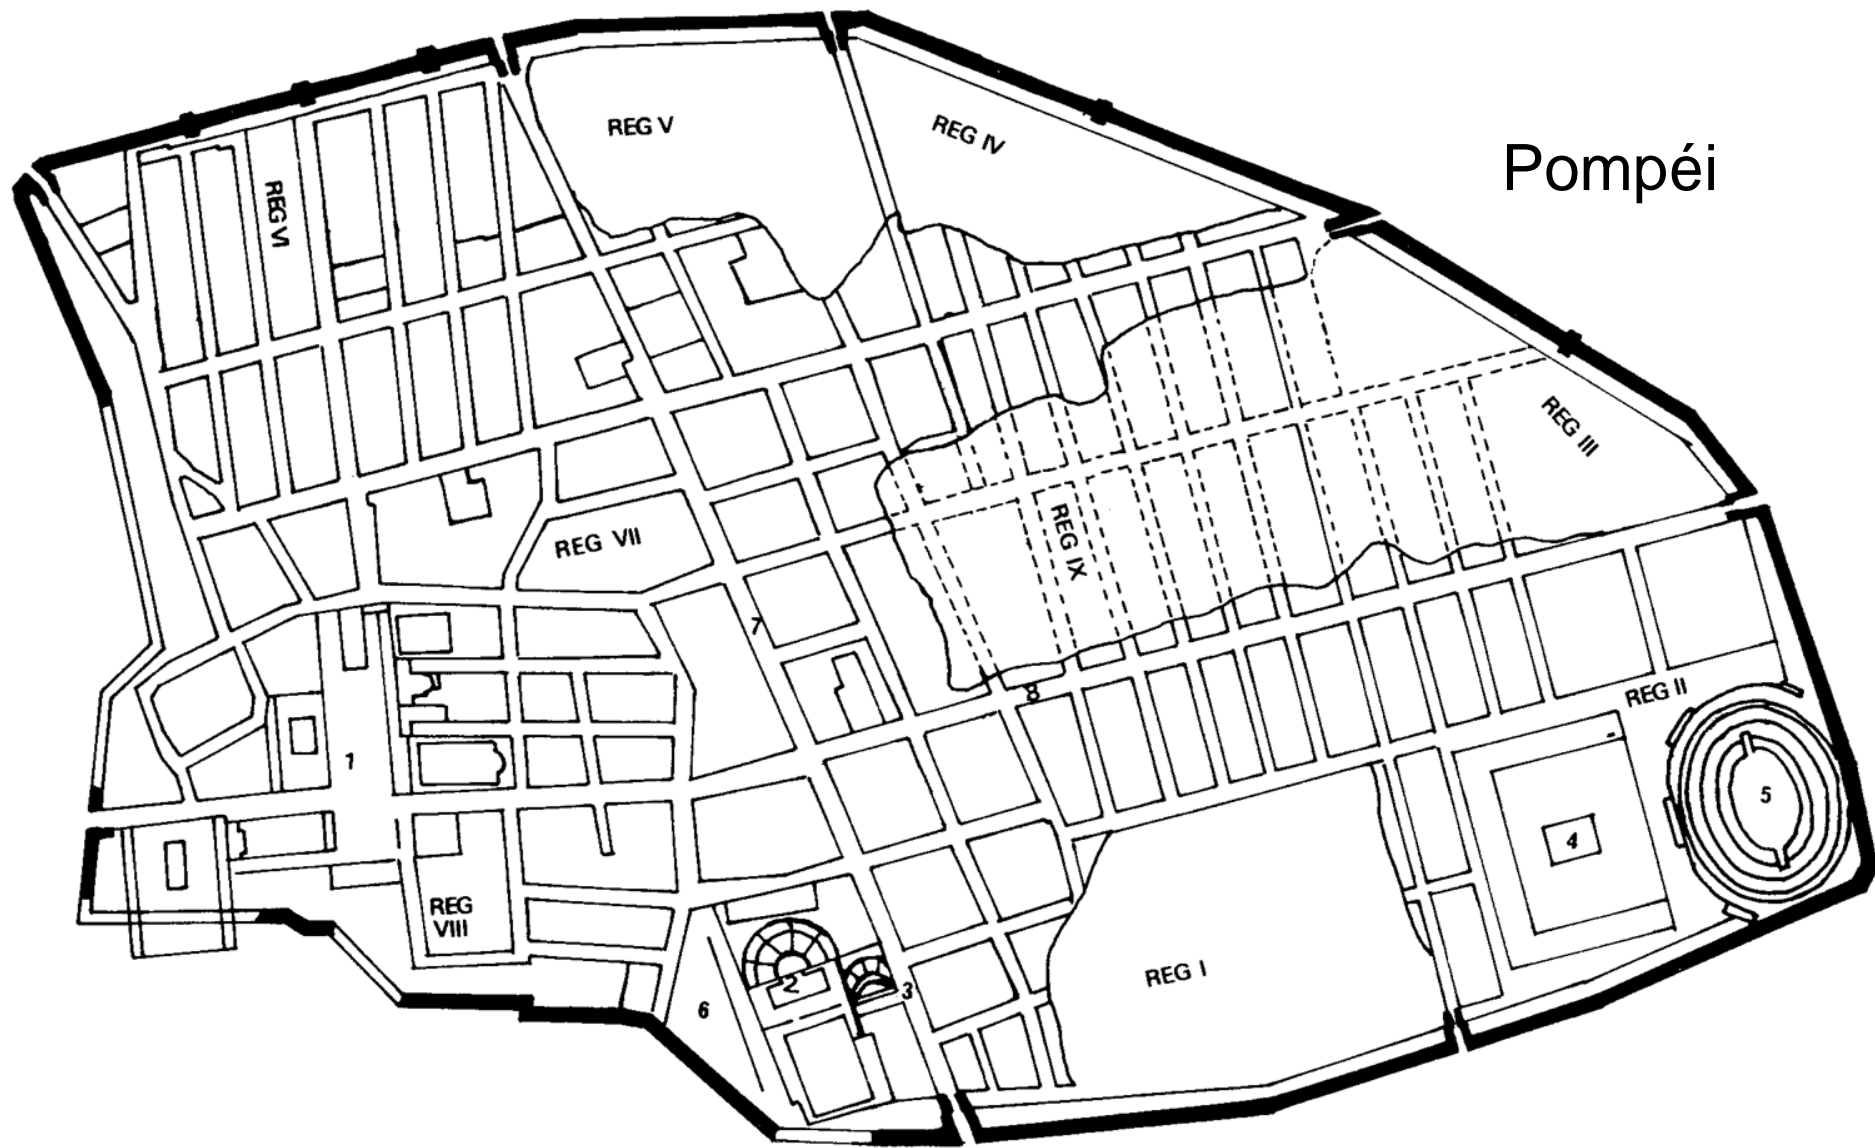 REG V
REG IV
Pompéi
REG VI
REG III
REG VII
REG IX
7
8
REG II
1
5
4
REG
VIII
2
3
6
REG I